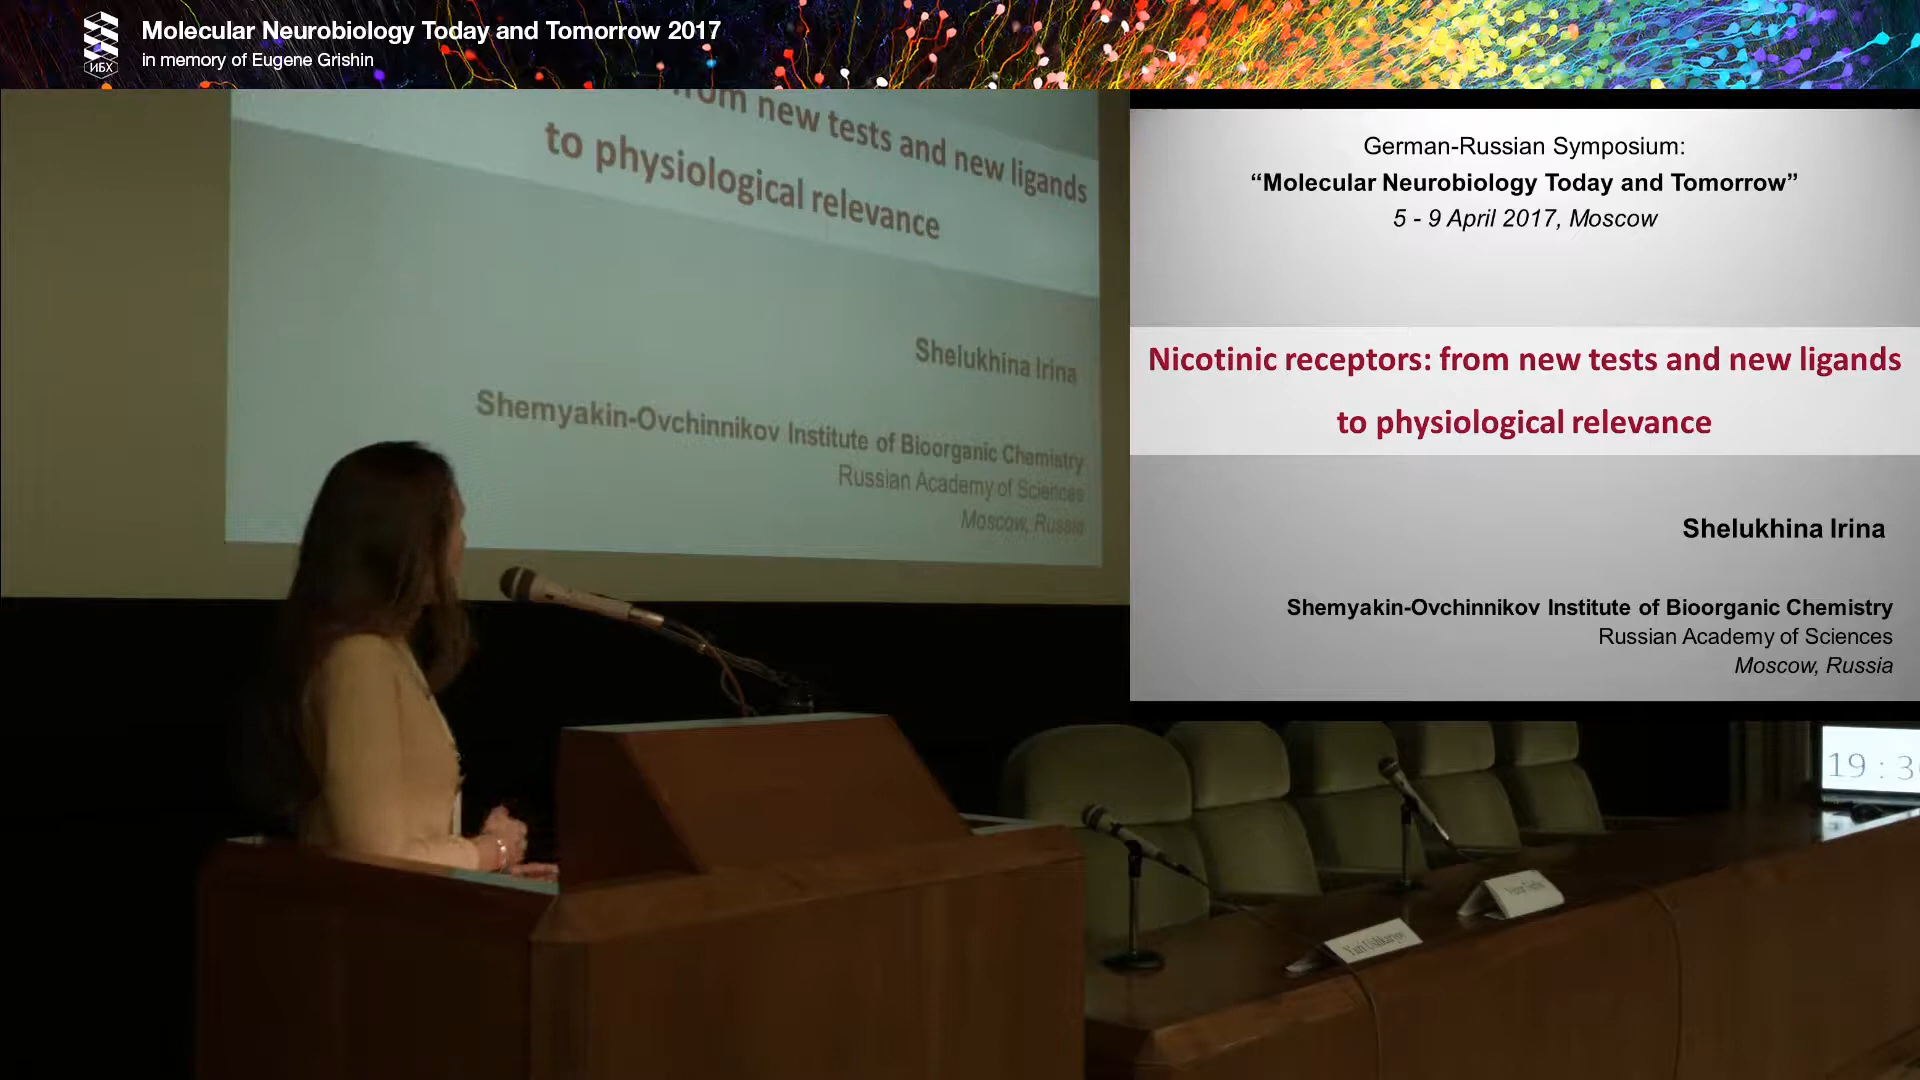 ИБХ
Molecular Neurobiology Today and Tomorrow 2017
in memory of Eugene Grishin
from new tests and new ligands
to physiological relevance
Shelukhina Irina
Shemyakin-Ovchinnikov Institute of Bioorganic Chemistry
Russian Academy of Sciences
Moscow, Russia
German-Russian Symposium:
“Molecular Neurobiology Today and Tomorrow”
5 - 9 April 2017, Moscow
Nicotinic receptors: from new tests and new ligands
to physiological relevance
Shelukhina Irina
Shemyakin-Ovchinnikov Institute of Bioorganic Chemistry
Russian Academy of Sciences
Moscow, Russia
19 : 3
Yuri